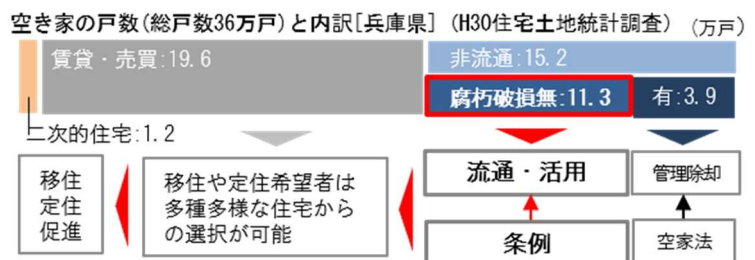 空き家の戸数(総戸数36万戸)と内訳[兵庫県] (H30住宅土地統計調査) (万戸)
賃貸・売買:19.6
非流通:15.2
腐朽破損無:11.3
有:3.9
二次的住宅:1.2
移住
定住
促進
移住や定住希望者は
多種多様な住宅から
の選択が可能
流通・活用
管理除却
条例
空家法